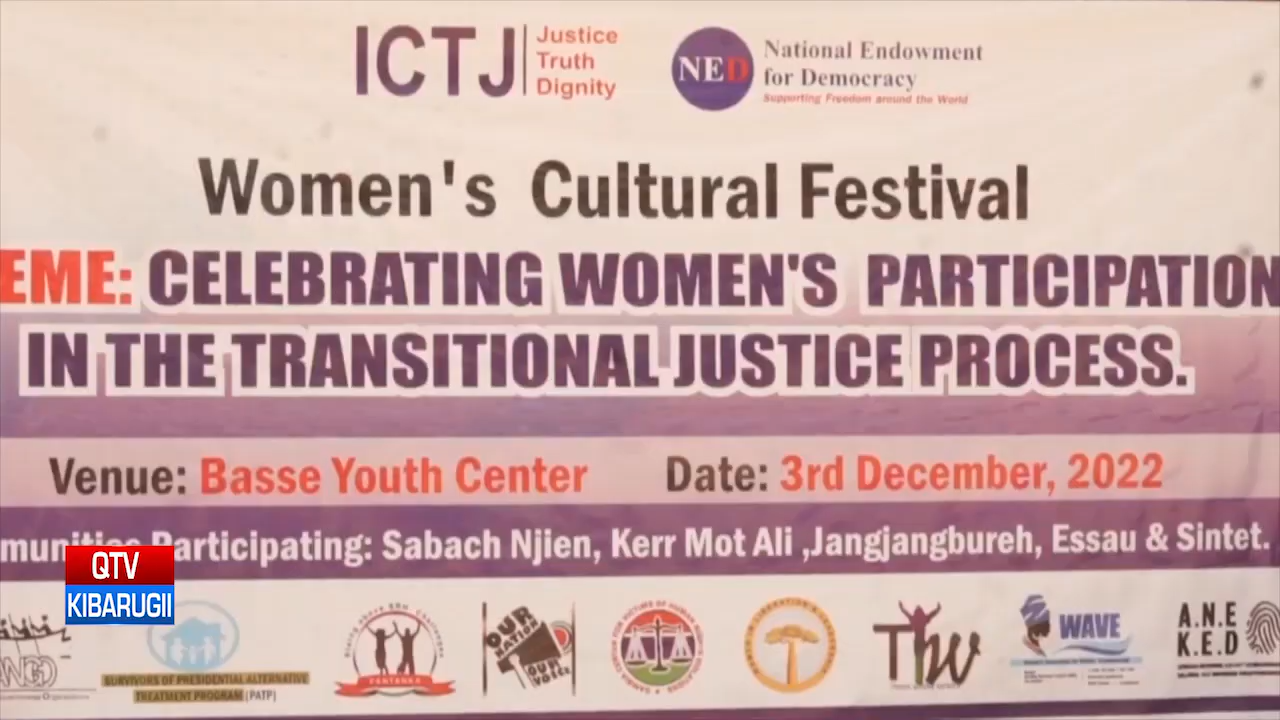 ICTJ
Justice
Truth
Dignity
NED
National Endowment
for Democracy
Supporting Freedom around the World
Women's Cultural Festival
EME: CELEBRATING WOMEN'S PARTICIPATION
IN THE TRANSITIONAL JUSTICE PROCESS.
Venue: Basse Youth Center Date: 3rd December, 2022
munities Participating: Sabach Njien, Kerr Mot Ali ,Jangjangbureh, Essau & Sintet.
QTV
KIBARUGII
SURVIVORS OF PRESIDENTIAL ALTERNATIVE
TREATMENT PROGRAM (PATP)
FANTANKA
OUR
NATION
OUR
VOICE
WAVE
A.N.E
K.E.D